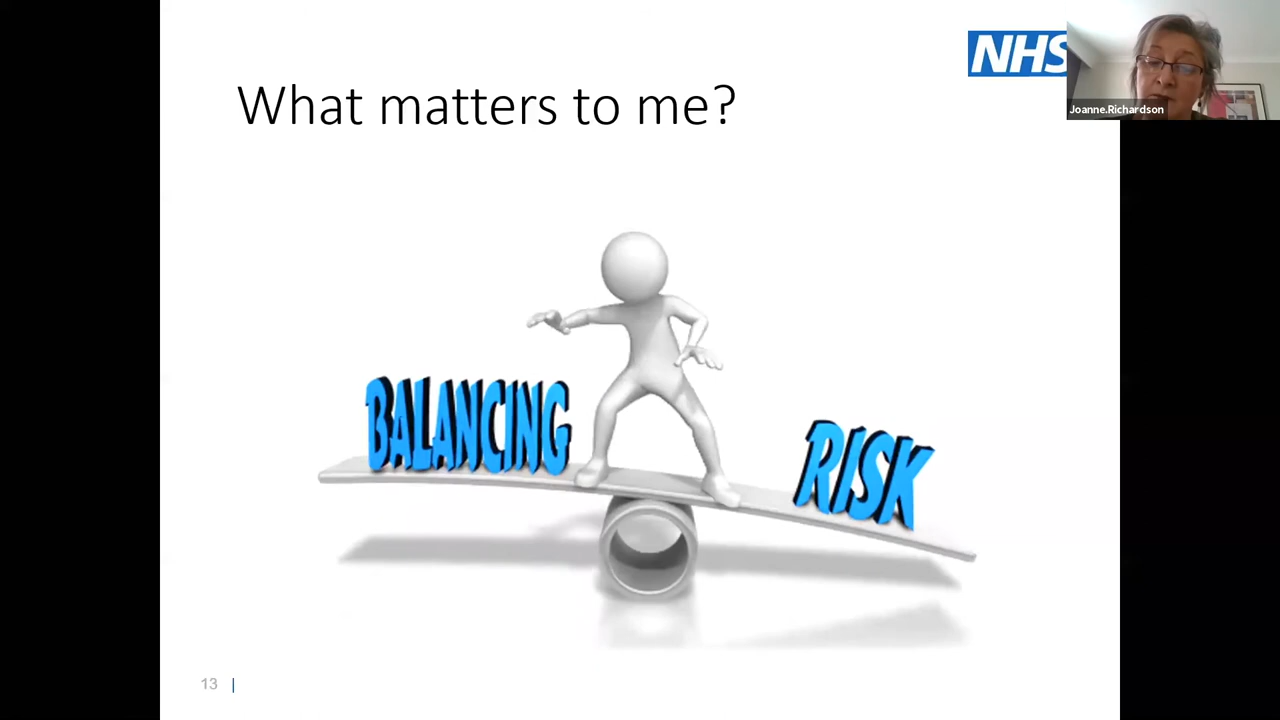 What matters to me?
NHS
Joanne.Richardson
BALANCING
RISK
13 |